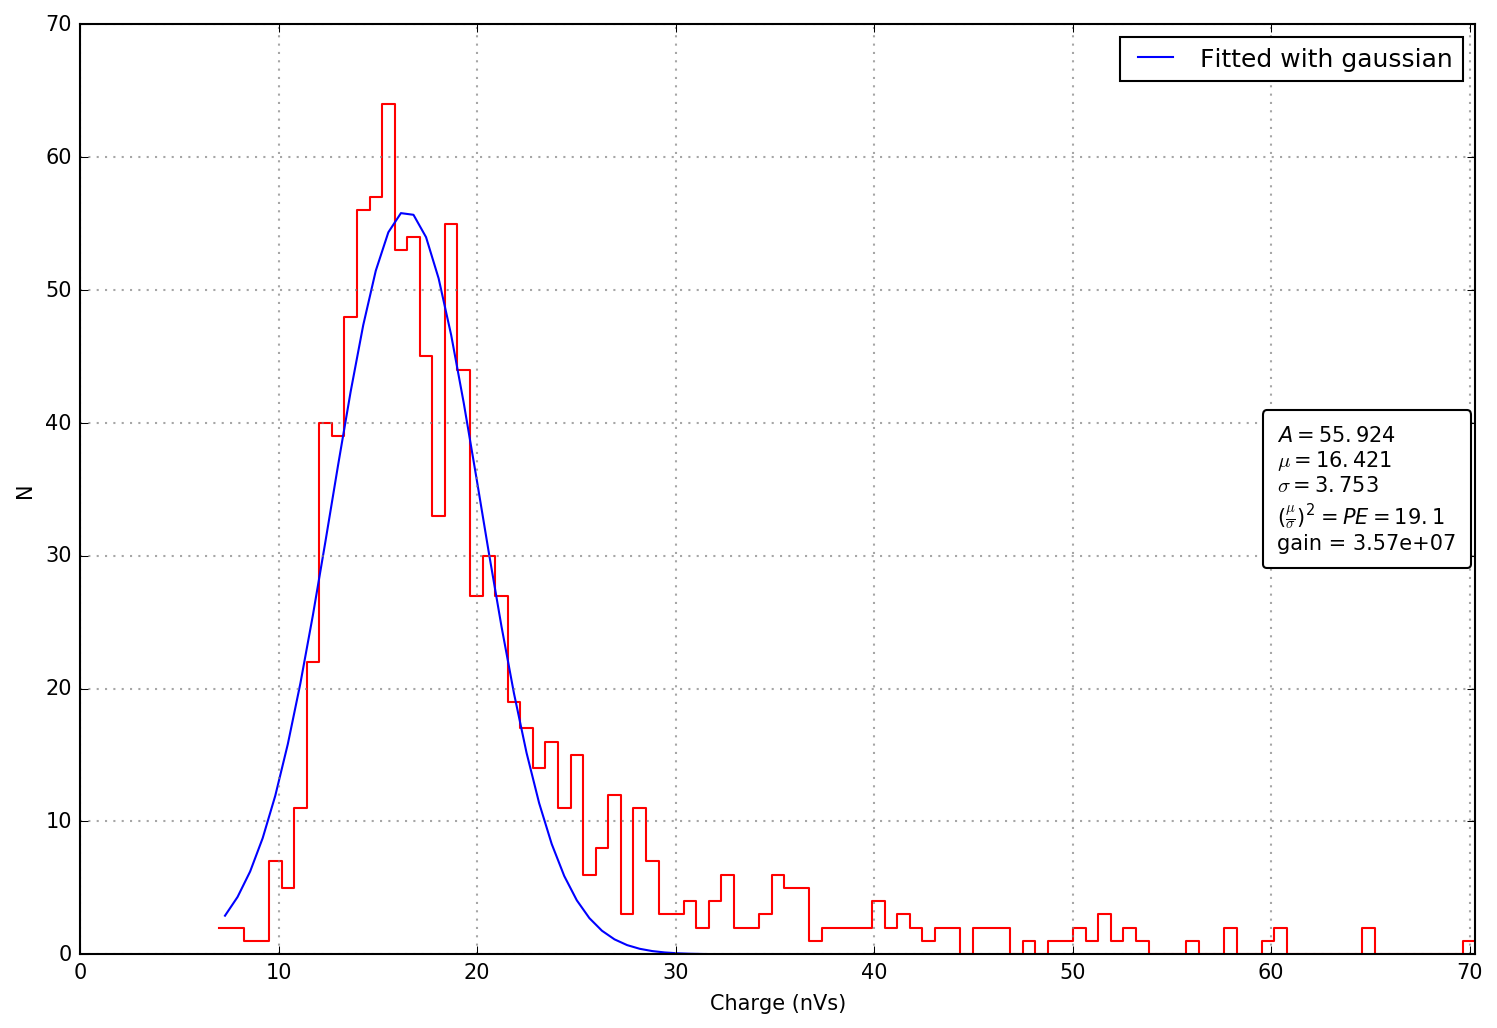 70
60
50
40
30
20
10
0
N
0 10 20 30 40 50 60 70
Charge (nVs)
Fitted with gaussian
A = 55.924
μ = 16.421
σ = 3.753
(μ/σ)² = PE = 19.1
gain = 3.57e+07